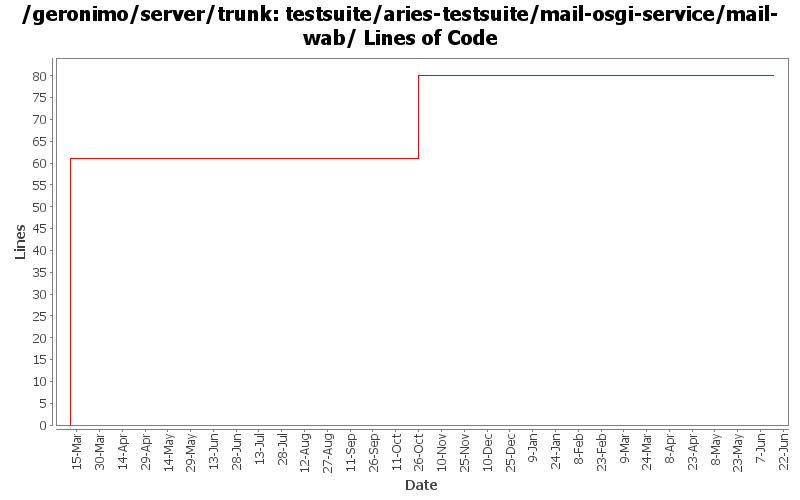 /geronimo/server/trunk: testsuite/aries-testsuite/mail-osgi-service/mail-
wab/ Lines of Code
80
75
70
65
60
55
50
45
40
35
30
25
20
15
10
5
0
Lines
15-Mar
30-Mar
14-Apr
29-Apr
14-May
29-May
13-Jun
28-Jun
13-Jul
28-Jul
12-Aug
27-Aug
11-Sep
26-Sep
11-Oct
26-Oct
10-Nov
25-Nov
10-Dec
25-Dec
9-Jan
24-Jan
8-Feb
23-Feb
9-Mar
24-Mar
8-Apr
23-Apr
8-May
23-May
7-Jun
22-Jun
Date